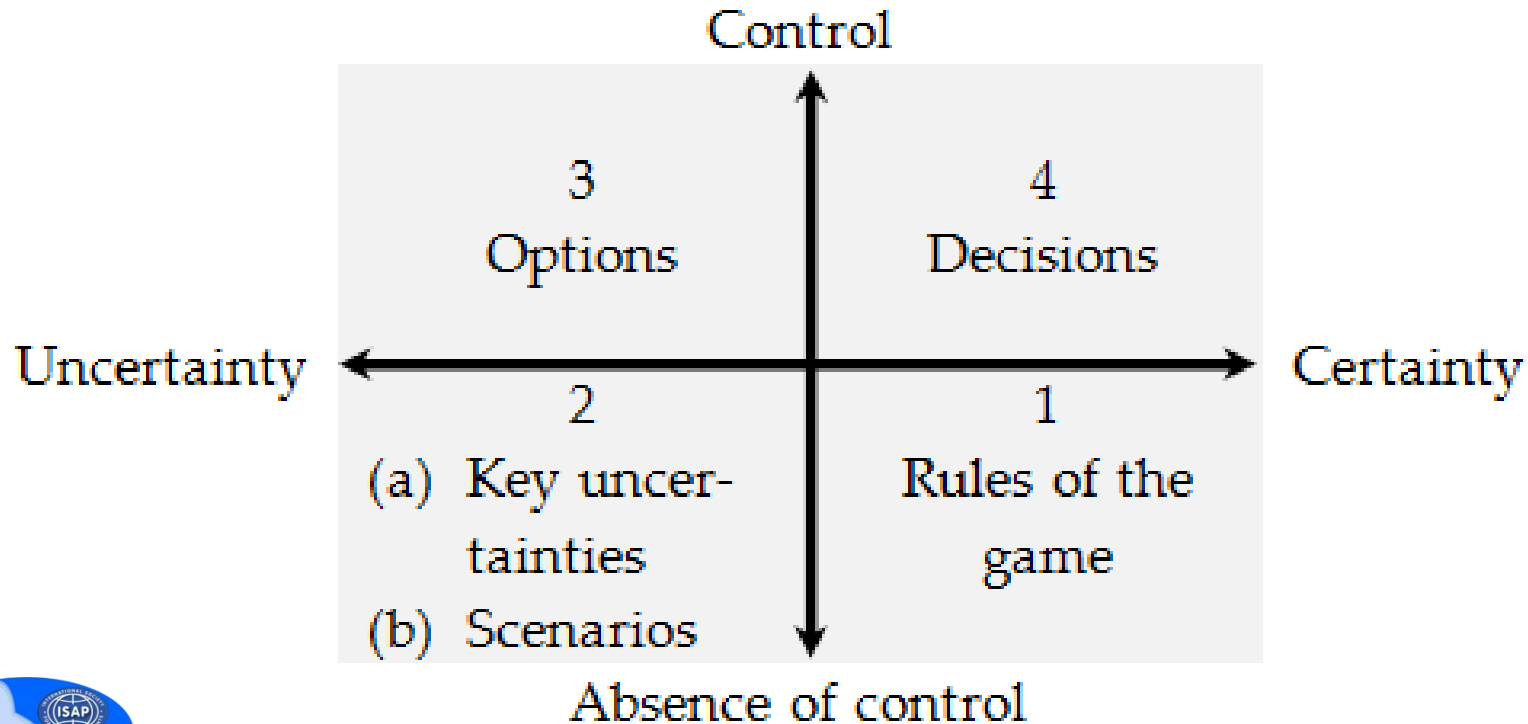 Control
3
Options
4
Decisions
Uncertainty
Certainty
2
(a) Key uncer-
tainties
(b) Scenarios
1
Rules of the
game
Absence of control
ISAP